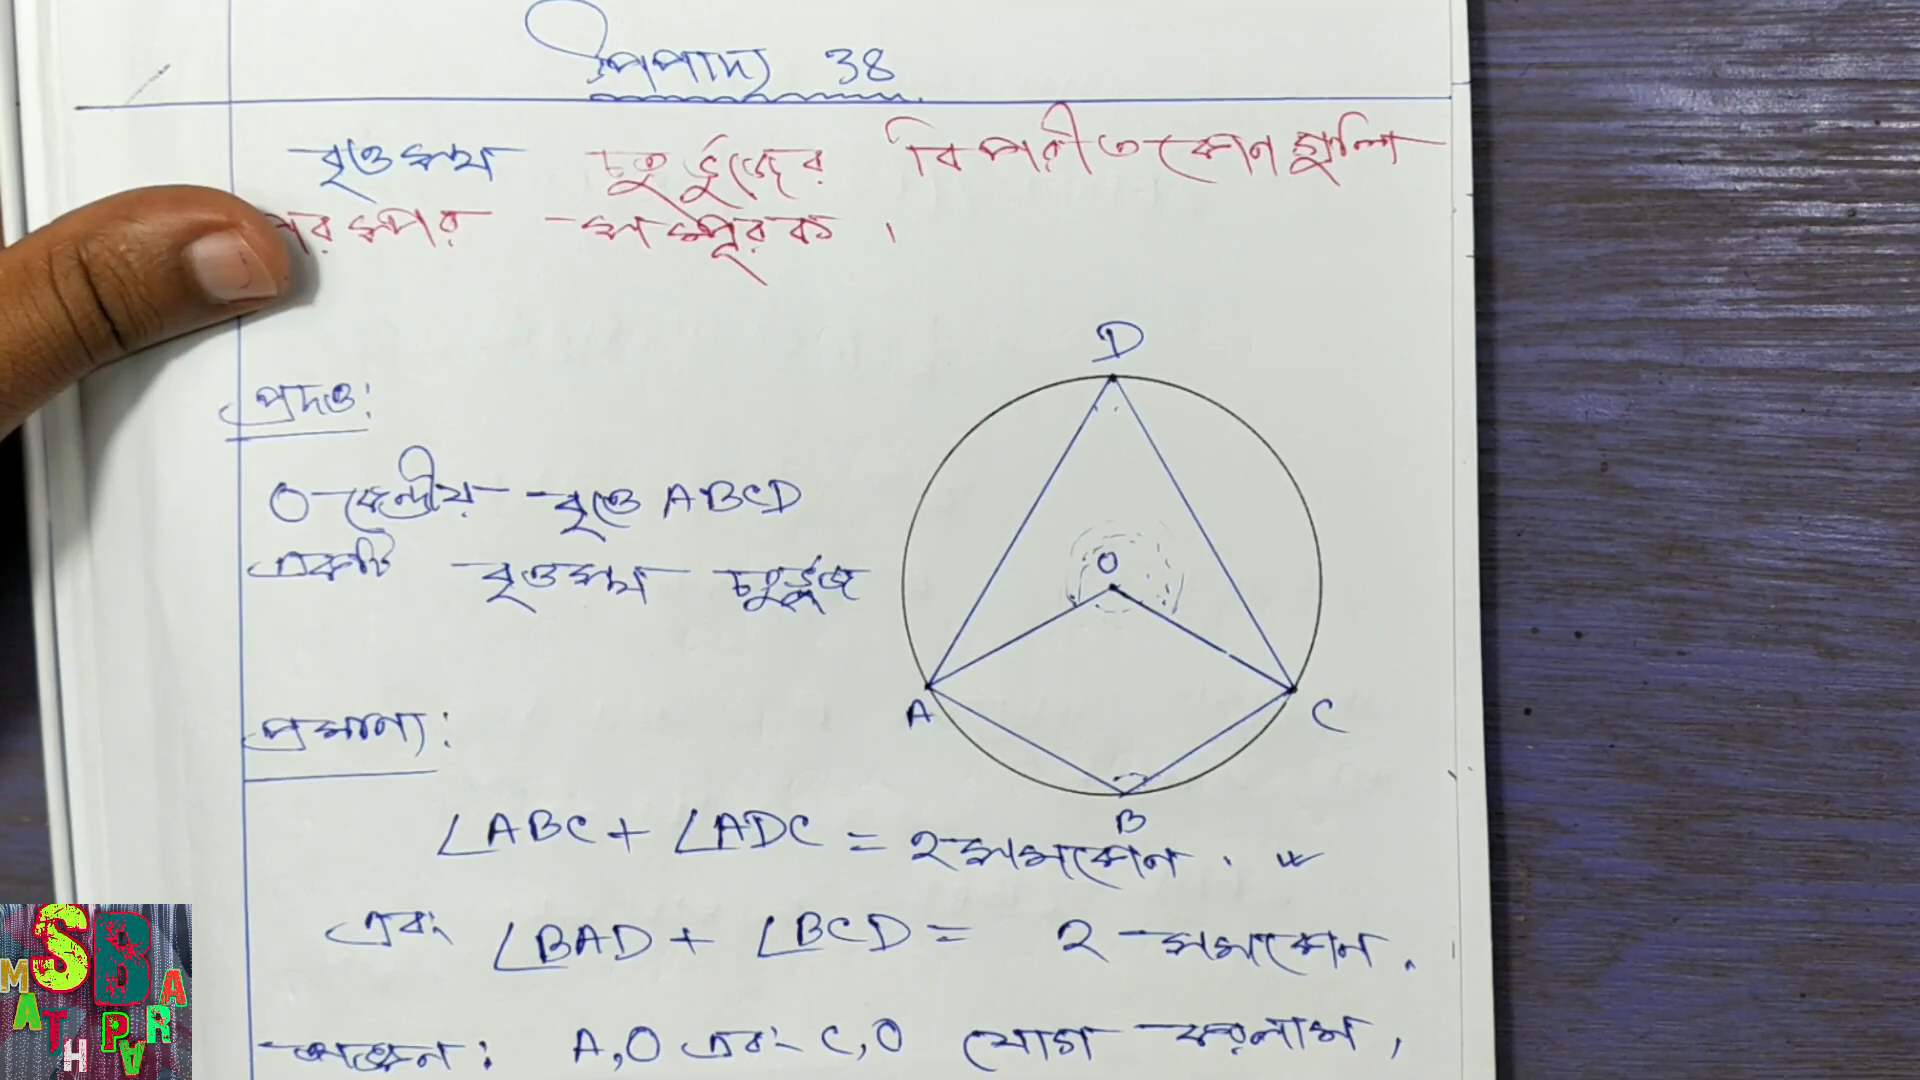 উপপাদ্য 38
বৃত্তস্থ চতুর্ভুজের বিপরীত কোনগুলি
পরস্পর সম্পূরক ।
D
প্রদত্ত:
O কেন্দ্রীয় বৃত্তে ABCD
একটি বৃত্তস্থ চতুর্ভুজ
O
A
C
প্রমান্য:
B
∠ABC + ∠ADC = 2 সমকোন .
এবং ∠BAD + ∠BCD = 2 সমকোন .
অঙ্কন: A,O এবং C,O যোগ করলাম ,
SB
MATH PARA